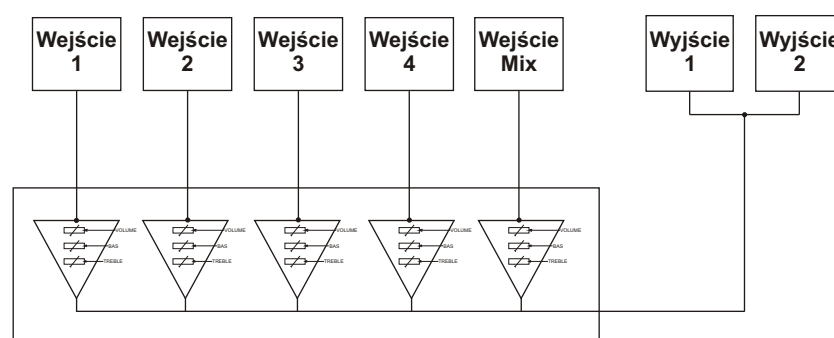 Wejście
1
Wejście
2
Wejście
3
Wejście
4
Wejście
Mix
Wyjście
1
Wyjście
2
VOLUME
BAS
TREBLE
VOLUME
BAS
TREBLE
VOLUME
BAS
TREBLE
VOLUME
BAS
TREBLE
VOLUME
BAS
TREBLE